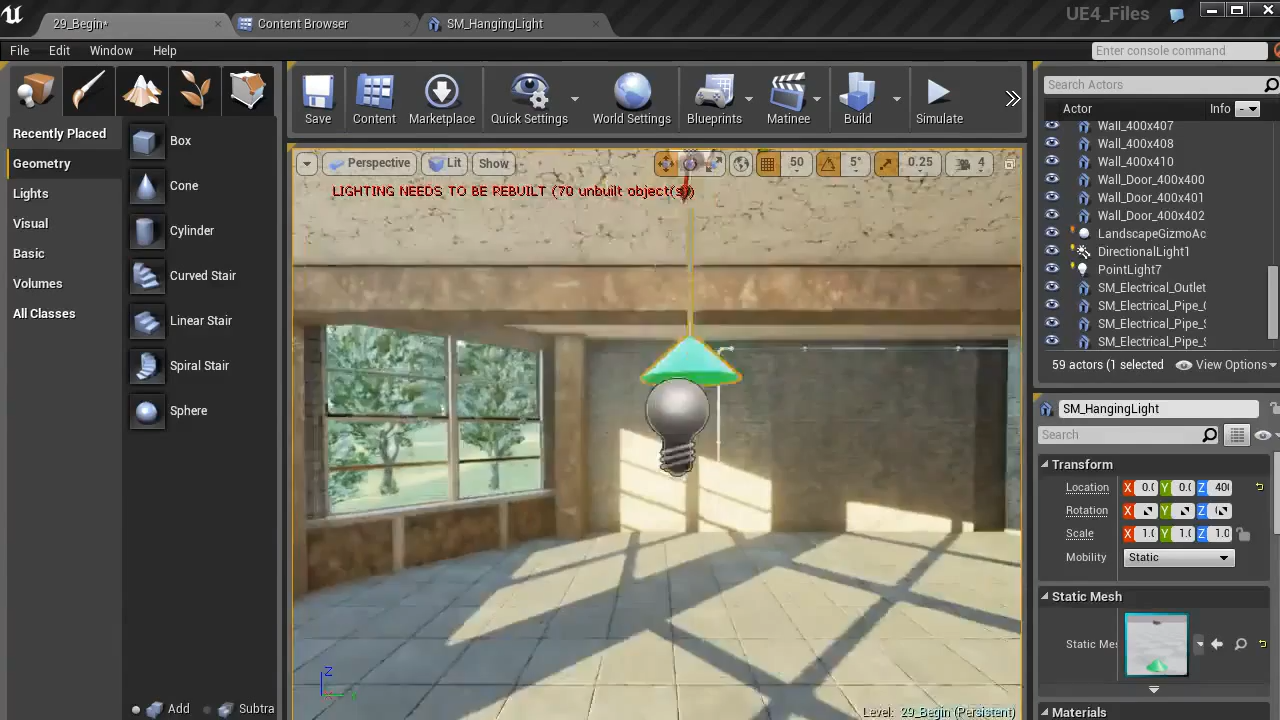 29_Begin*
Content Browser
SM_HangingLight
UE4_Files
File Edit Window Help
Enter console command
Recently Placed
Geometry
Lights
Visual
Basic
Volumes
All Classes
Box
Cone
Cylinder
Curved Stair
Linear Stair
Spiral Stair
Sphere
Add
Subtra
Save
Content
Marketplace
Quick Settings
World Settings
Blueprints
Matinee
Build
Simulate
Perspective
Lit
Show
50
5°
0.25
4
LIGHTING NEEDS TO BE REBUILT (70 unbuilt object(s))
Z
Level: 29_Begin (Persistent)
Search Actors
Actor
Info
Wall_400x407
Wall_400x408
Wall_400x410
Wall_Door_400x400
Wall_Door_400x401
Wall_Door_400x402
LandscapeGizmoAc
DirectionalLight1
PointLight7
SM_Electrical_Outlet
SM_Electrical_Pipe_
SM_Electrical_Pipe_
SM_Electrical_Pipe_
59 actors (1 selected
View Options
SM_HangingLight
Search
Transform
Location X 0.0 Y 0.0 Z 400
Rotation X Y Z
Scale X 1.0 Y 1.0 Z 1.0
Mobility Static
Static Mesh
Static Mes
Materials